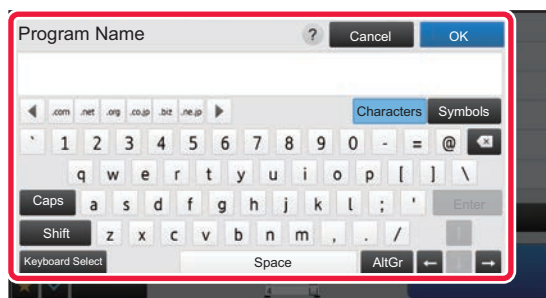 Program Name ? Cancel OK
.com .net .org .co.jp .biz .ne.jp Characters Symbols
` 1 2 3 4 5 6 7 8 9 0 - = @
q w e r t y u i o p [ ] \
Caps a s d f g h j k l ; ' Enter
Shift z x c v b n m , . /
Keyboard Select Space AltGr ← → 
4